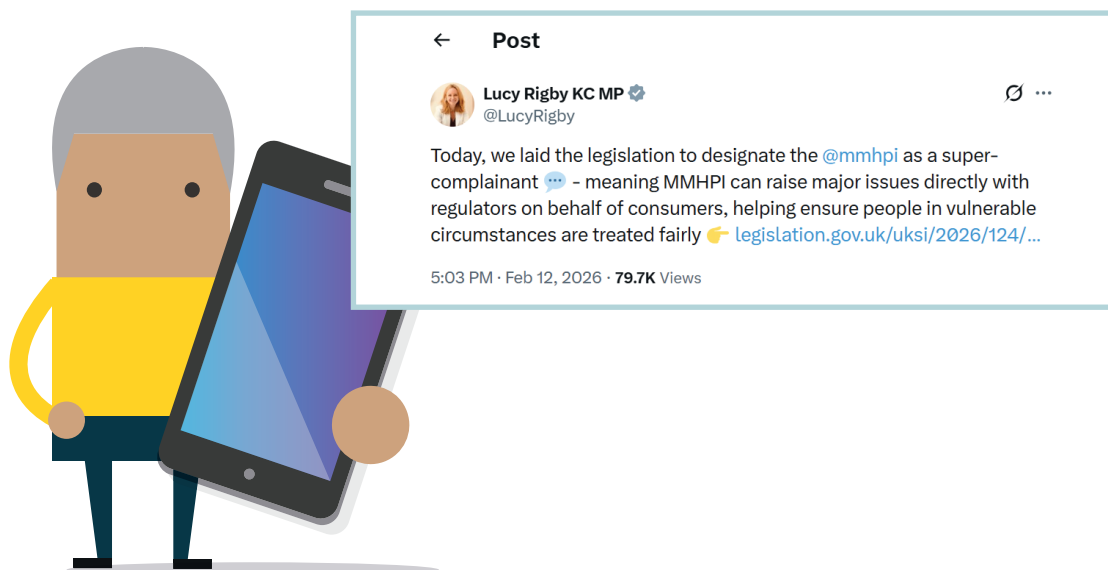 Post
Lucy Rigby KC MP
@LucyRigby
Today, we laid the legislation to designate the @mmhpi as a super-
complainant 💬 - meaning MMHPI can raise major issues directly with
regulators on behalf of consumers, helping ensure people in vulnerable
circumstances are treated fairly 👉 legislation.gov.uk/uksi/2026/124/...
5:03 PM · Feb 12, 2026 · 79.7K Views